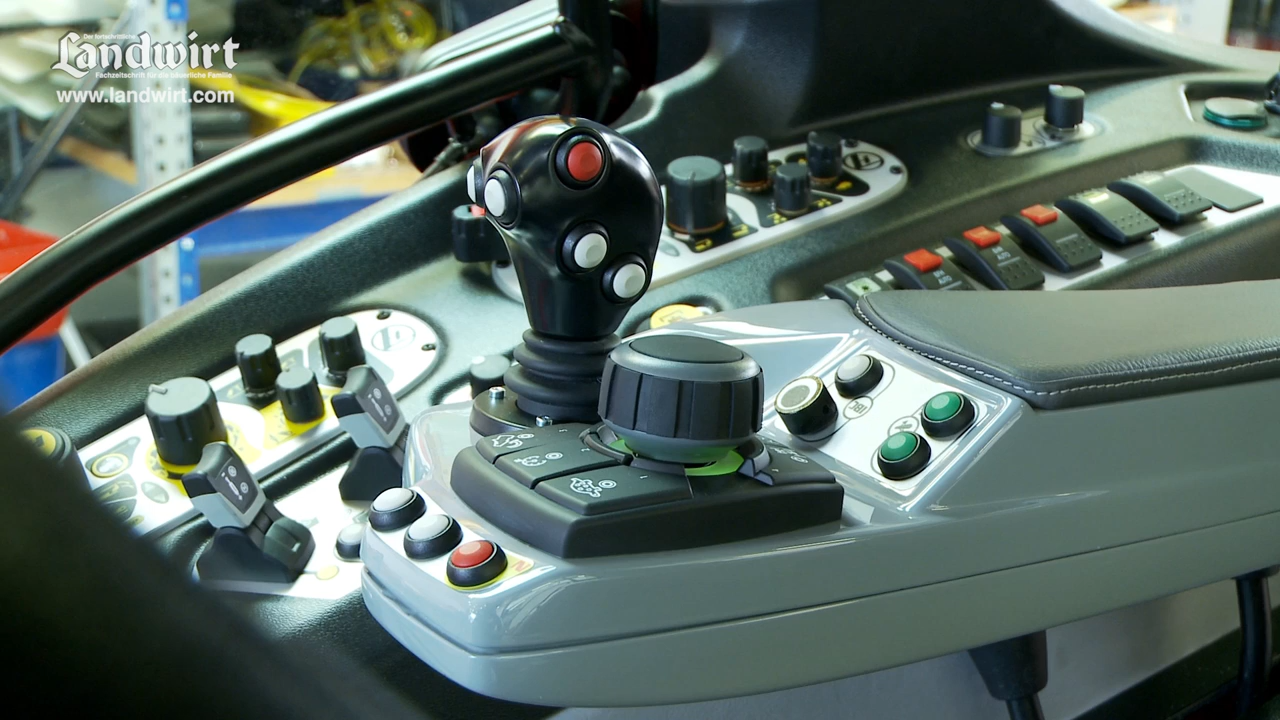 Der fortschrittliche
Landwirt
Fachzeitschrift für die bäuerliche Familie
www.landwirt.com